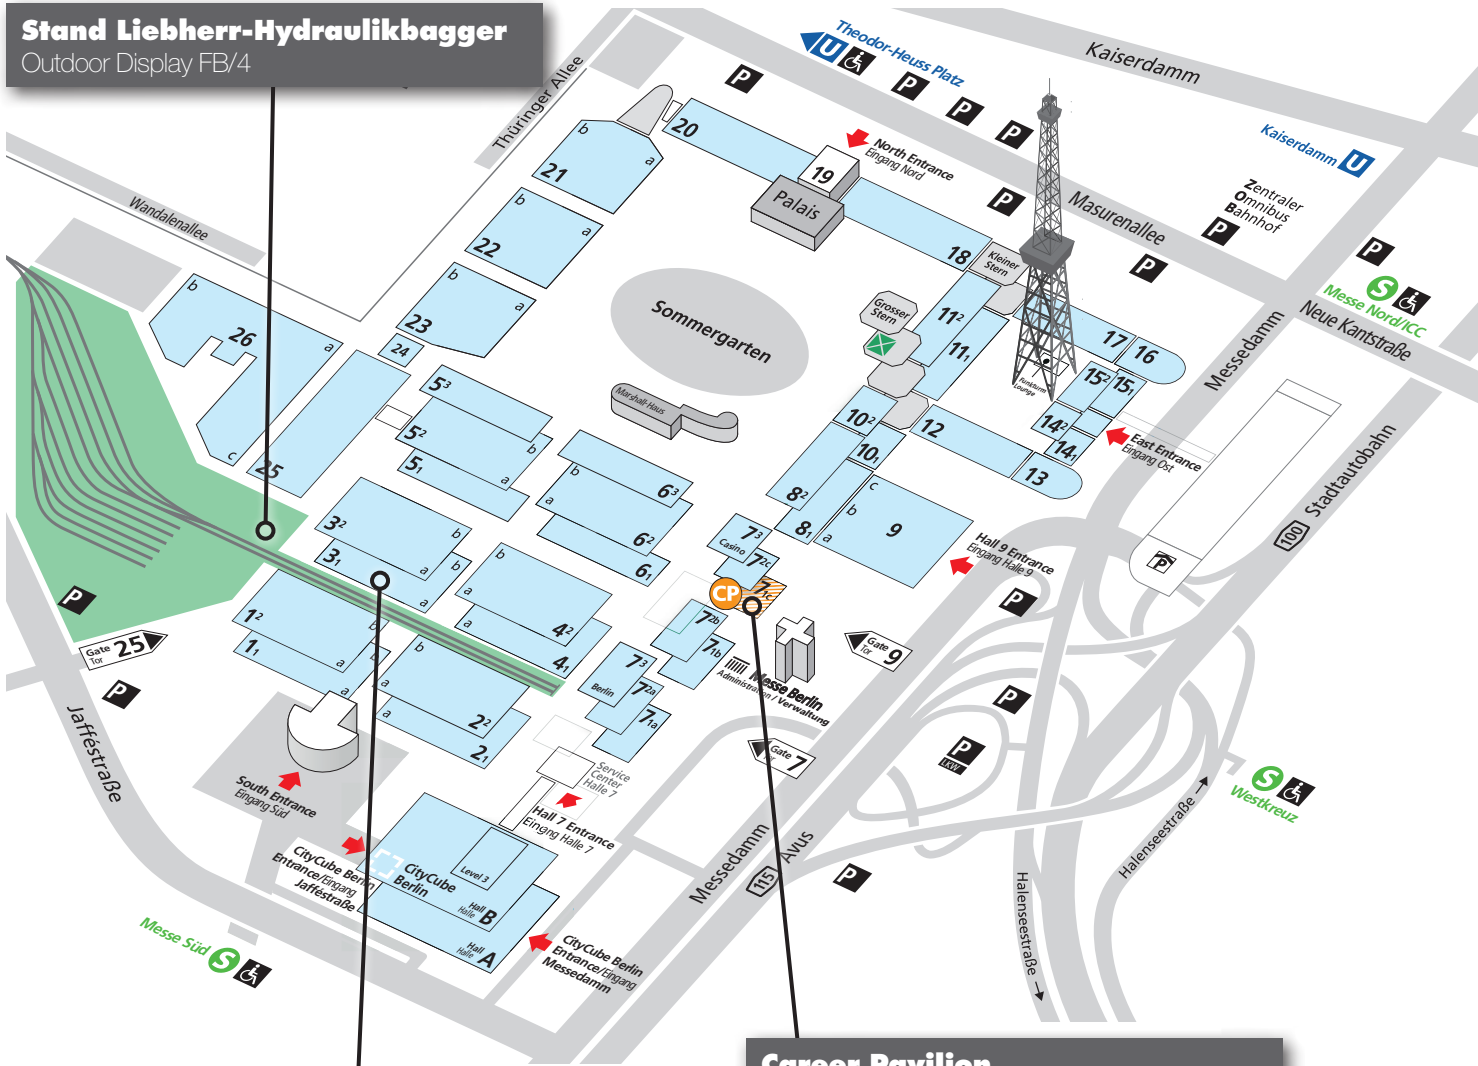 Stand Liebherr-Hydraulikbagger
Outdoor Display FB/4
Thüringer Allee
Wandalenallee
Theodor-Heuss Platz
U
Kaiserdamm
Kaiserdamm U
P
P
P
P
P
P
P
P
North Entrance
Eingang Nord
Masurenallee
Zentraler
Omnibus
Bahnhof
Messe Nord/ICC
S
Neue Kantstraße
Messedamm
Stadtautobahn
100
20
19
Palais
18
Kleiner
Stern
Grosser
Stern
11²
11₁
17
16
15²
15₁
14²
14₁
Funkturm
Lounge
East Entrance
Eingang Ost
b
a
21
b
a
22
b
a
23
24
b
26
a
c
25
Sommergarten
Marshall-Haus
5³
5²
b
5₁
a
6³
b
a
6²
6₁
10²
10₁
12
13
8²
8₁
c
b
a
9
Hall 9 Entrance
Eingang Halle 9
P
P
3²
b
a
3₁
b
a
b
a
4²
a
4₁
7³
Casino
7²c
7₁c
CP
7²b
7₁b
7³
Berlin
7²a
7₁a
Messe Berlin
Administration / Verwaltung
Gate
Tor 9
Gate
Tor 7
P
Gate
Tor 25
P
Jafféstraße
1²
b
a
1₁
a
b
a
2²
a
2₁
South Entrance
Eingang Süd
Service
Center
Halle 7
Hall 7 Entrance
Eingng Halle 7
CityCube Berlin
Entrance/Eingang
Jafféstraße
CityCube
Berlin
Level 3
Hall
Halle B
Hall
Halle A
CityCube Berlin
Entrance/Eingang
Messedamm
Messe Süd S
Messedamm
115 Avus
P
P
P
LKW
Halenseestraße
Halenseestraße
S
Westkreuz
Career Pavilion